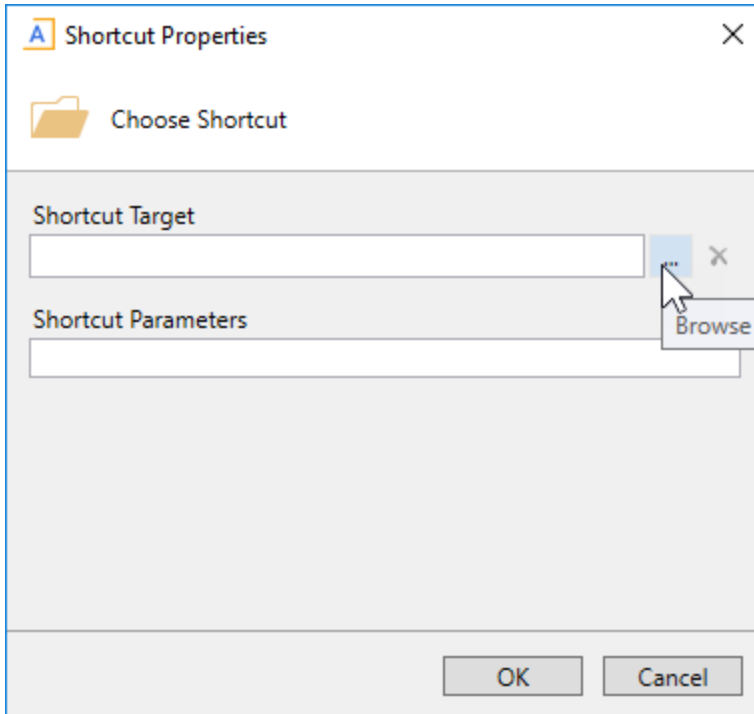 A Shortcut Properties
Choose Shortcut
Shortcut Target
...
Shortcut Parameters
Browse
OK Cancel